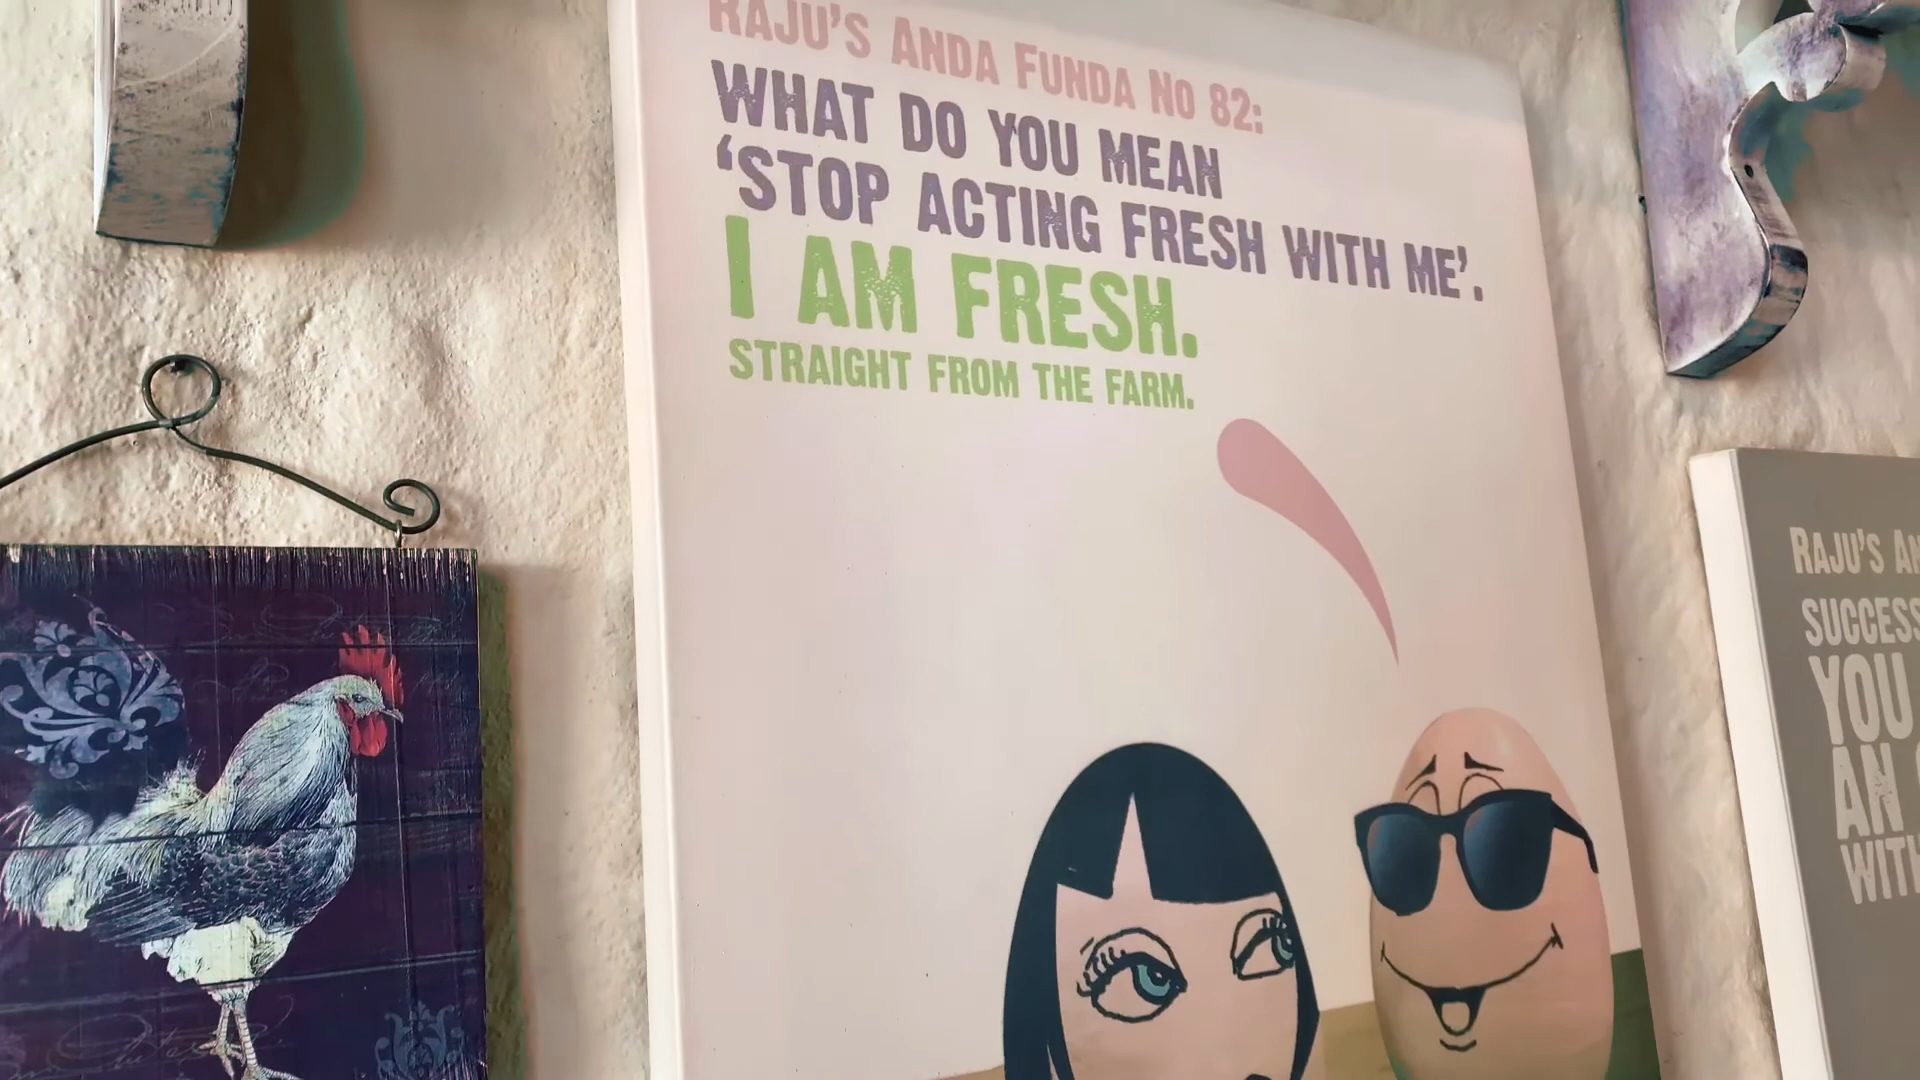 RAJU'S ANDA FUNDA NO 82:
WHAT DO YOU MEAN
'STOP ACTING FRESH WITH ME'.
I AM FRESH.
STRAIGHT FROM THE FARM.
RAJU'S
SUCCESS
YOU
AN
WITH